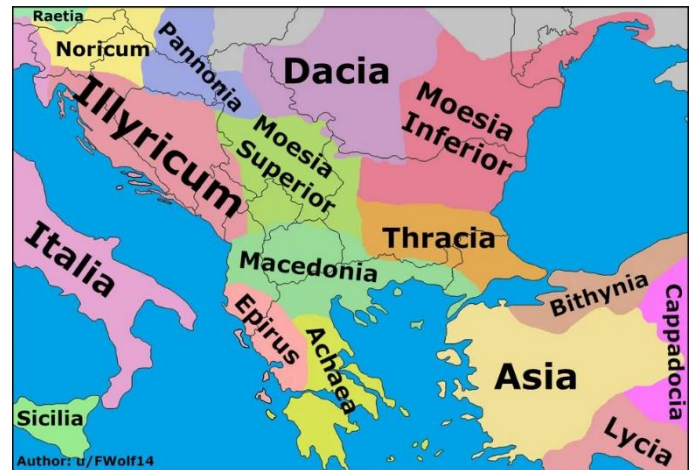 Raetia
Noricum
Pannonia
Dacia
Illyricum
Moesia
Superior
Moesia
Inferior
Italia
Thracia
Macedonia
Bithynia
Cappadocia
Epirus
Achaea
Asia
Sicilia
Lycia
Author: u/FWolf14